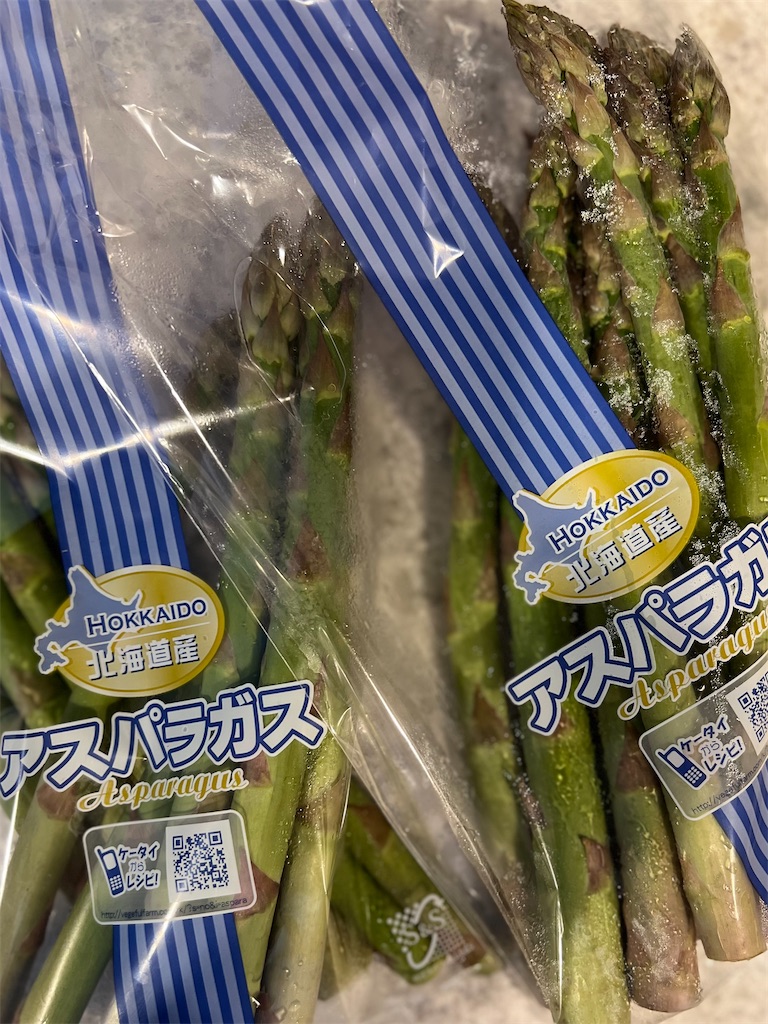 HOKKAIDO
北海道産
アスパラガス
Asparagus
ケータイ
から
レシピ!
HOKKAIDO
北海道産
アスパラガ
Asparagu
ケータイ
から
レシピ!
http://
S&S